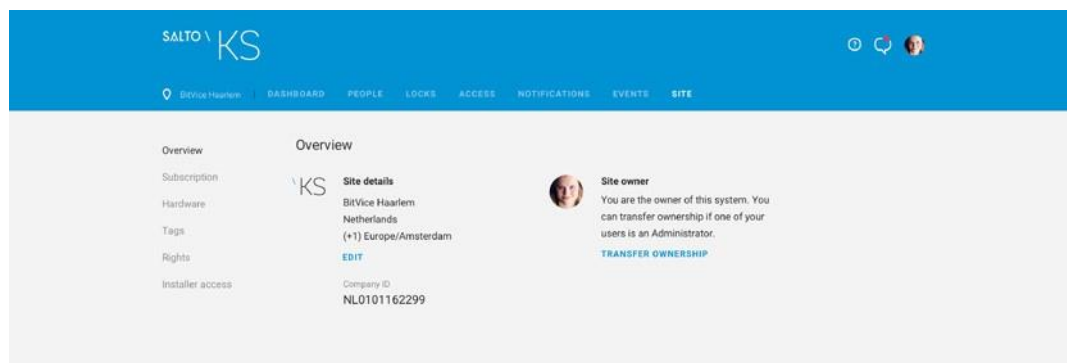 SALTO \ KS
BitVice Haarlem | DASHBOARD PEOPLE LOCKS ACCESS NOTIFICATIONS EVENTS SITE
Overview
Subscription
Hardware
Tags
Rights
Installer access
Overview
\KS
Site details
BitVice Haarlem
Netherlands
(+1) Europe/Amsterdam
EDIT
Company ID
NL0101162299
Site owner
You are the owner of this system. You
can transfer ownership if one of your
users is an Administrator.
TRANSFER OWNERSHIP